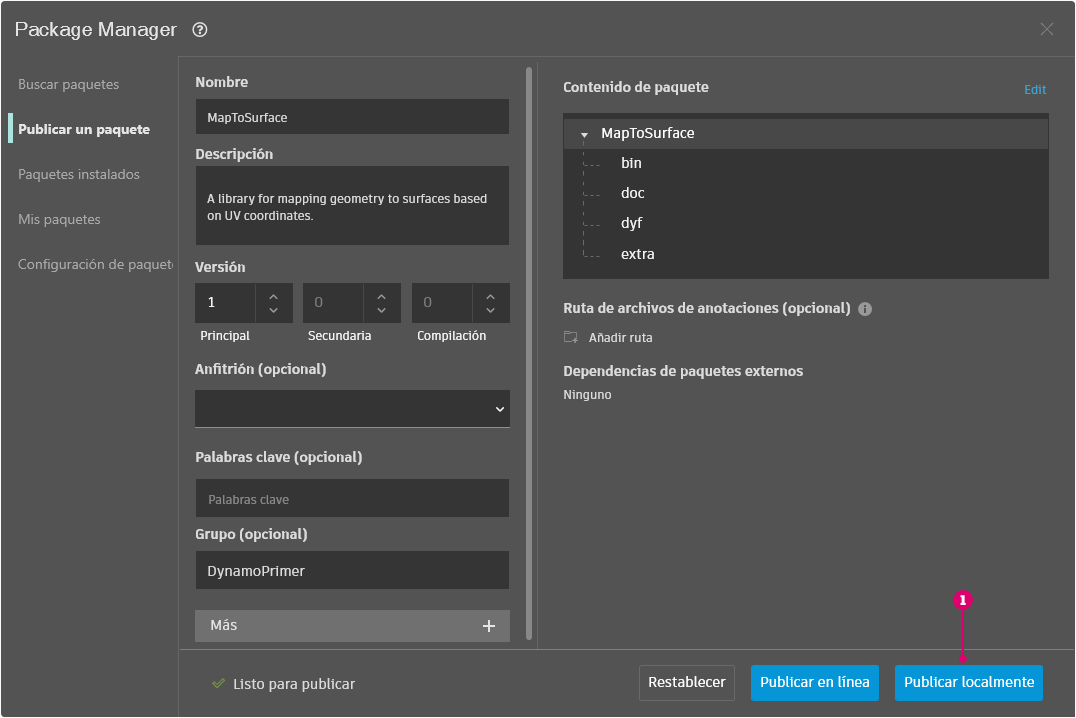 Package Manager ?
Buscar paquetes
Publicar un paquete
Paquetes instalados
Mis paquetes
Configuración de paquet
Nombre
MapToSurface
Descripción
A library for mapping geometry to surfaces based
on UV coordinates.
Versión
1 0 0
Principal Secundaria Compilación
Anfitrión (opcional)
Palabras clave (opcional)
Palabras clave
Grupo (opcional)
DynamoPrimer
Más +
Contenido de paquete Edit
MapToSurface
bin
doc
dyf
extra
Ruta de archivos de anotaciones (opcional) i
Añadir ruta
Dependencias de paquetes externos
Ninguno
1
Listo para publicar
Restablecer
Publicar en línea
Publicar localmente